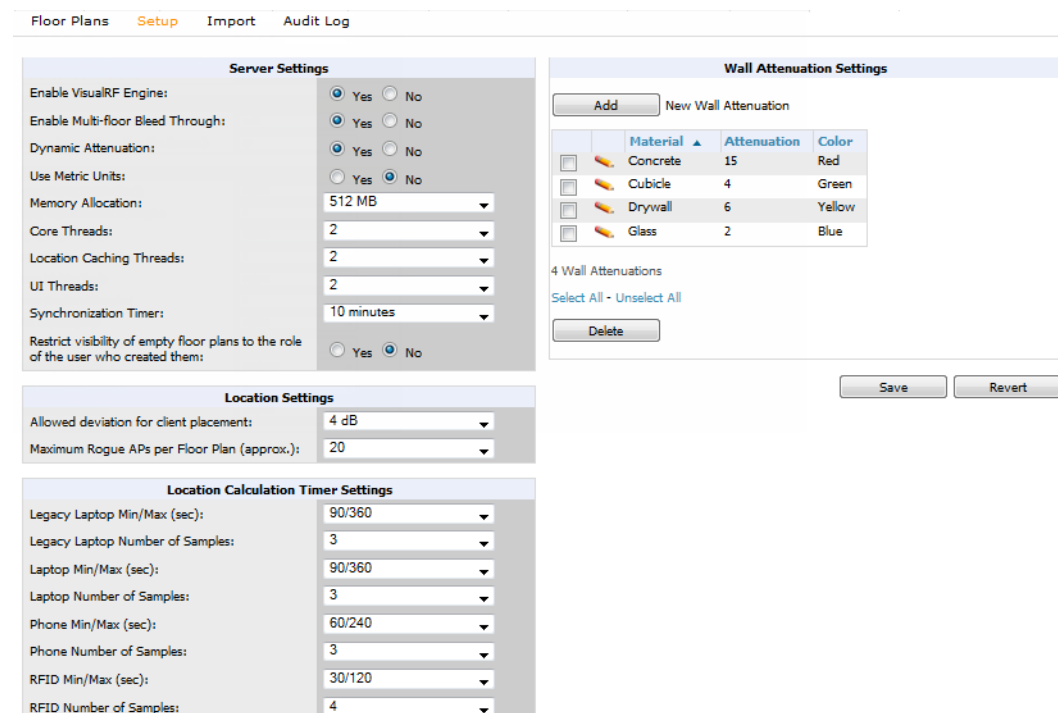 Floor Plans Setup Import Audit Log
Server Settings
Enable VisualRF Engine: Yes No
Enable Multi-floor Bleed Through: Yes No
Dynamic Attenuation: Yes No
Use Metric Units: Yes No
Memory Allocation: 512 MB
Core Threads: 2
Location Caching Threads: 2
UI Threads: 2
Synchronization Timer: 10 minutes
Restrict visibility of empty floor plans to the role
of the user who created them: Yes No
Location Settings
Allowed deviation for client placement: 4 dB
Maximum Rogue APs per Floor Plan (approx.): 20
Location Calculation Timer Settings
Legacy Laptop Min/Max (sec): 90/360
Legacy Laptop Number of Samples: 3
Laptop Min/Max (sec): 90/360
Laptop Number of Samples: 3
Phone Min/Max (sec): 60/240
Phone Number of Samples: 3
RFID Min/Max (sec): 30/120
RFID Number of Samples: 4
Wall Attenuation Settings
Add New Wall Attenuation
Material Attenuation Color
Concrete 15 Red
Cubicle 4 Green
Drywall 6 Yellow
Glass 2 Blue
4 Wall Attenuations
Select All - Unselect All
Delete
Save Revert